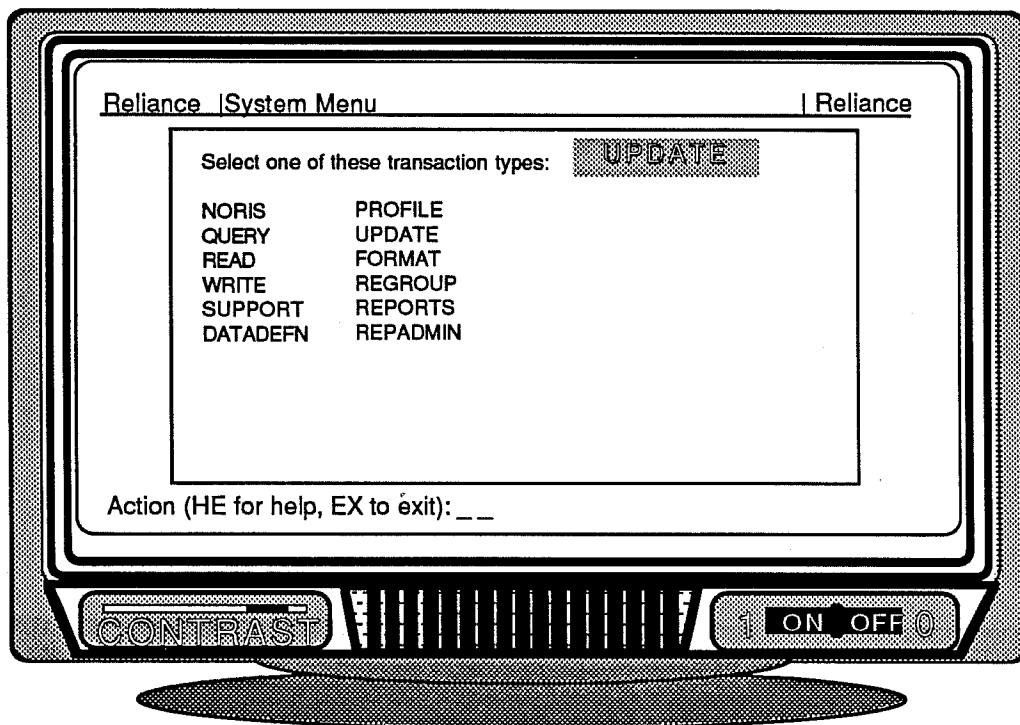 Reliance |System Menu | Reliance
Select one of these transaction types: UPDATE
NORIS PROFILE
QUERY UPDATE
READ FORMAT
WRITE REGROUP
SUPPORT REPORTS
DATADEFN REPADMIN
Action (HE for help, EX to exit): _ _
CONTRAST 1 ON OFF 0